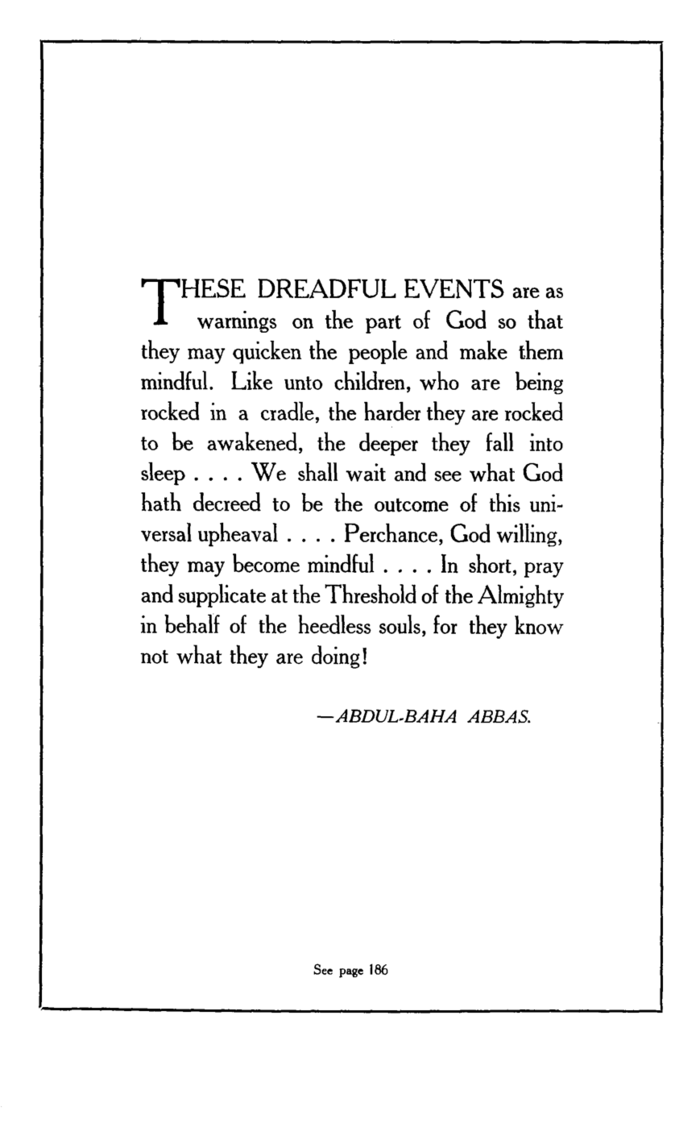 THESE DREADFUL EVENTS are as
warnings on the part of God so that
they may quicken the people and make them
mindful. Like unto children, who are being
rocked in a cradle, the harder they are rocked
to be awakened, the deeper they fall into
sleep . . . . We shall wait and see what God
hath decreed to be the outcome of this uni-
versal upheaval . . . . Perchance, God willing,
they may become mindful . . . . In short, pray
and supplicate at the Threshold of the Almighty
in behalf of the heedless souls, for they know
not what they are doing!
—ABDUL-BAHA ABBAS.
See page 186